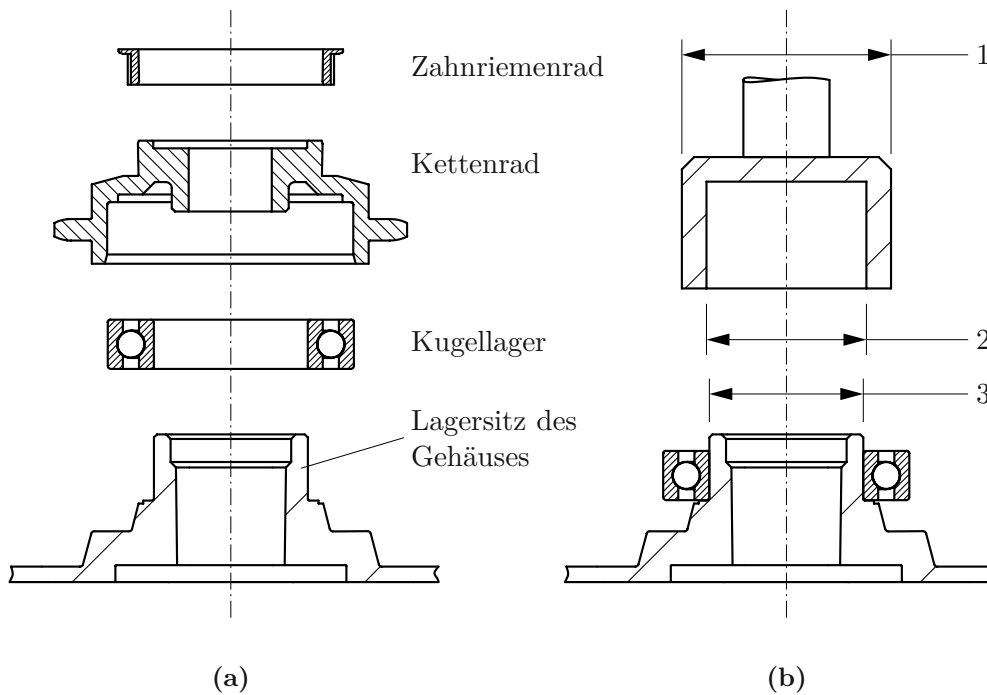 Zahnriemenrad
1
Kettenrad
Kugellager
2
3
Lagersitz des
Gehäuses
(a)
(b)